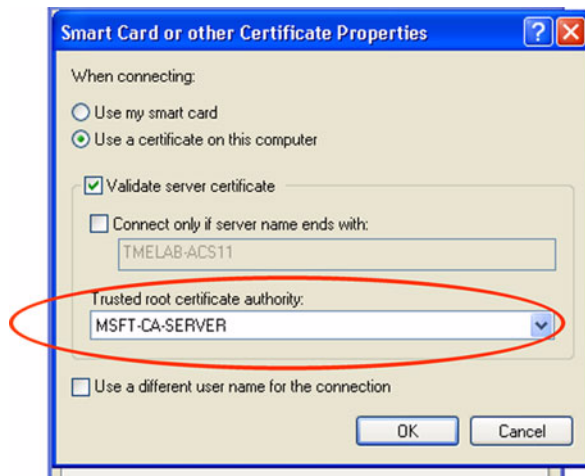 Smart Card or other Certificate Properties
When connecting:
Use my smart card
Use a certificate on this computer
Validate server certificate
Connect only if server name ends with:
TMELAB-ACS11
Trusted root certificate authority:
MSFT-CA-SERVER
Use a different user name for the connection
OK Cancel